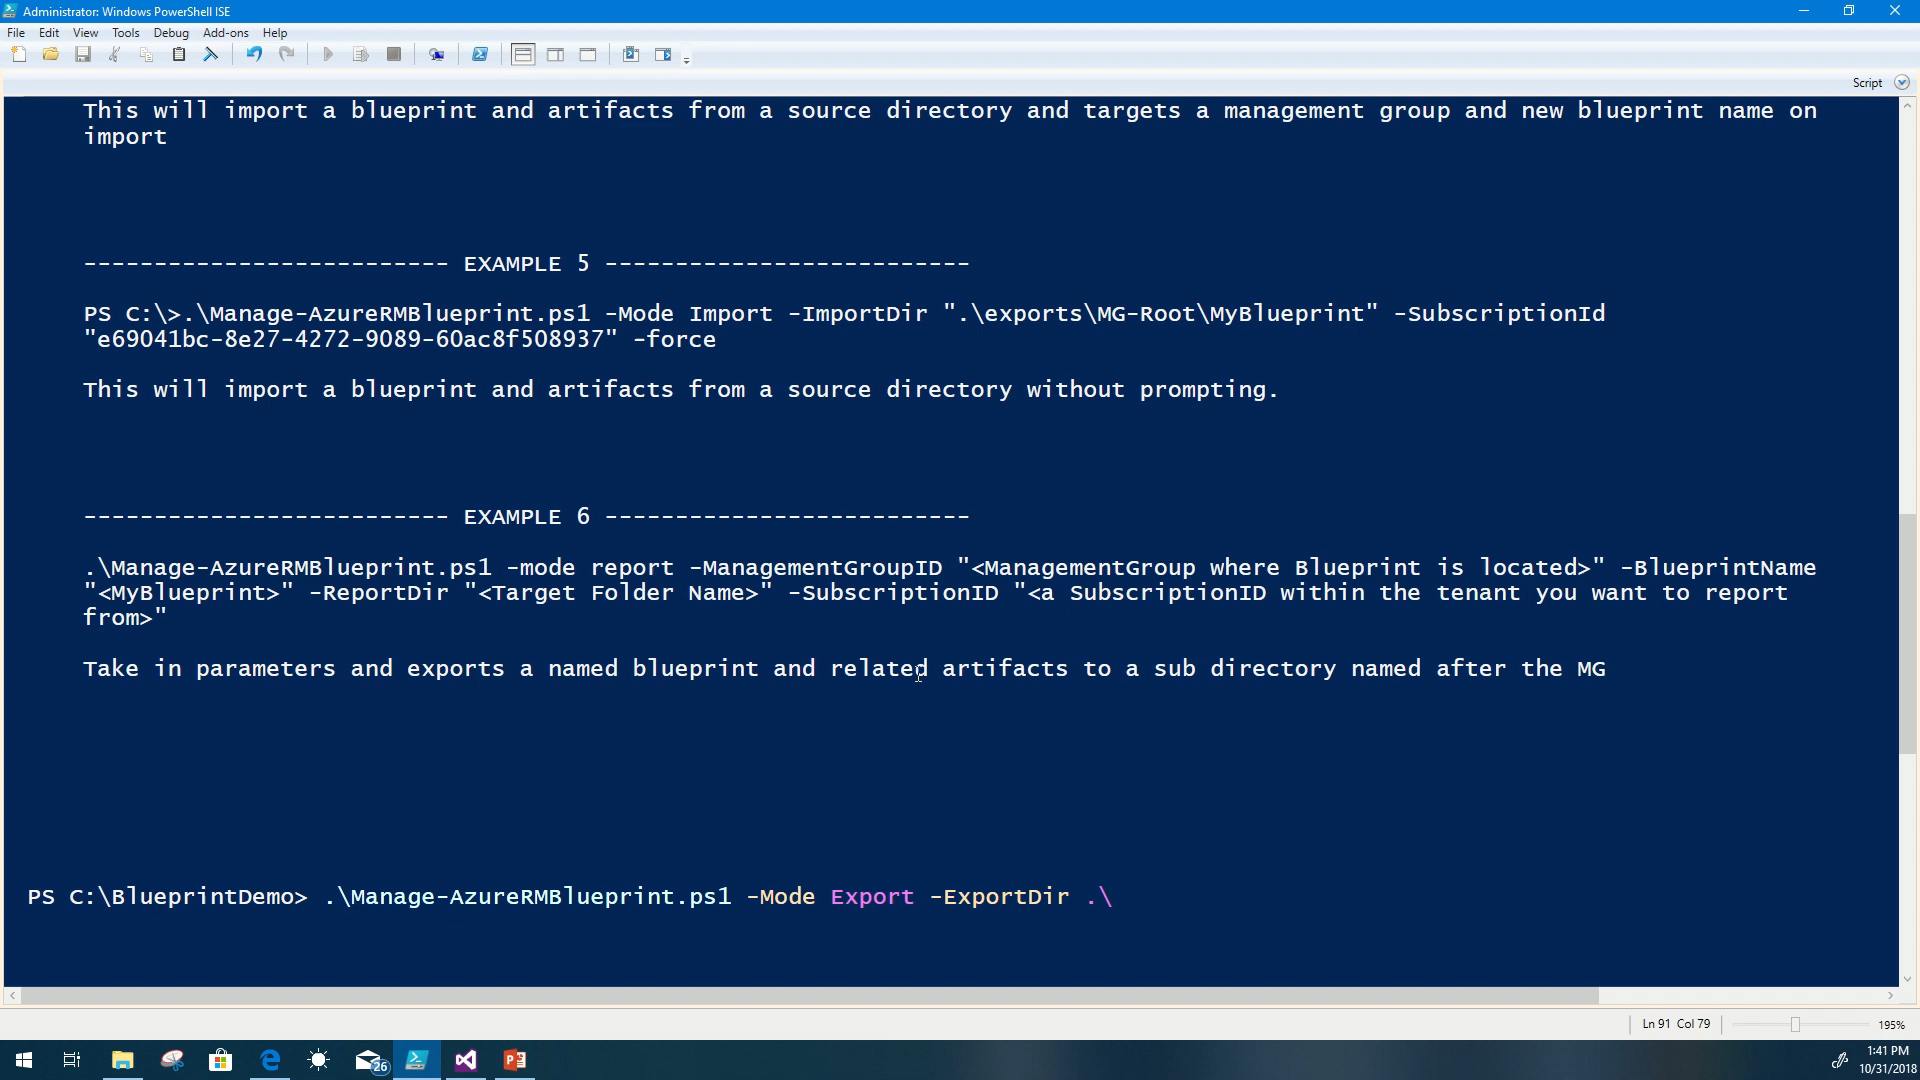 Administrator: Windows PowerShell ISE
File Edit View Tools Debug Add-ons Help
Script
This will import a blueprint and artifacts from a source directory and targets a management group and new blueprint name on
import
-------------------------- EXAMPLE 5 --------------------------
PS C:\>.\Manage-AzureRMBlueprint.ps1 -Mode Import -ImportDir ".\exports\MG-Root\MyBlueprint" -SubscriptionId
"e69041bc-8e27-4272-9089-60ac8f508937" -force
This will import a blueprint and artifacts from a source directory without prompting.
-------------------------- EXAMPLE 6 --------------------------
.\Manage-AzureRMBlueprint.ps1 -mode report -ManagementGroupID "<ManagementGroup where Blueprint is located>" -BlueprintName
"<MyBlueprint>" -ReportDir "<Target Folder Name>" -SubscriptionID "<a SubscriptionID within the tenant you want to report
from>"
Take in parameters and exports a named blueprint and related artifacts to a sub directory named after the MG
PS C:\BlueprintDemo> .\Manage-AzureRMBlueprint.ps1 -Mode Export -ExportDir .\
Ln 91 Col 79
195%
26
1:41 PM
10/31/2018